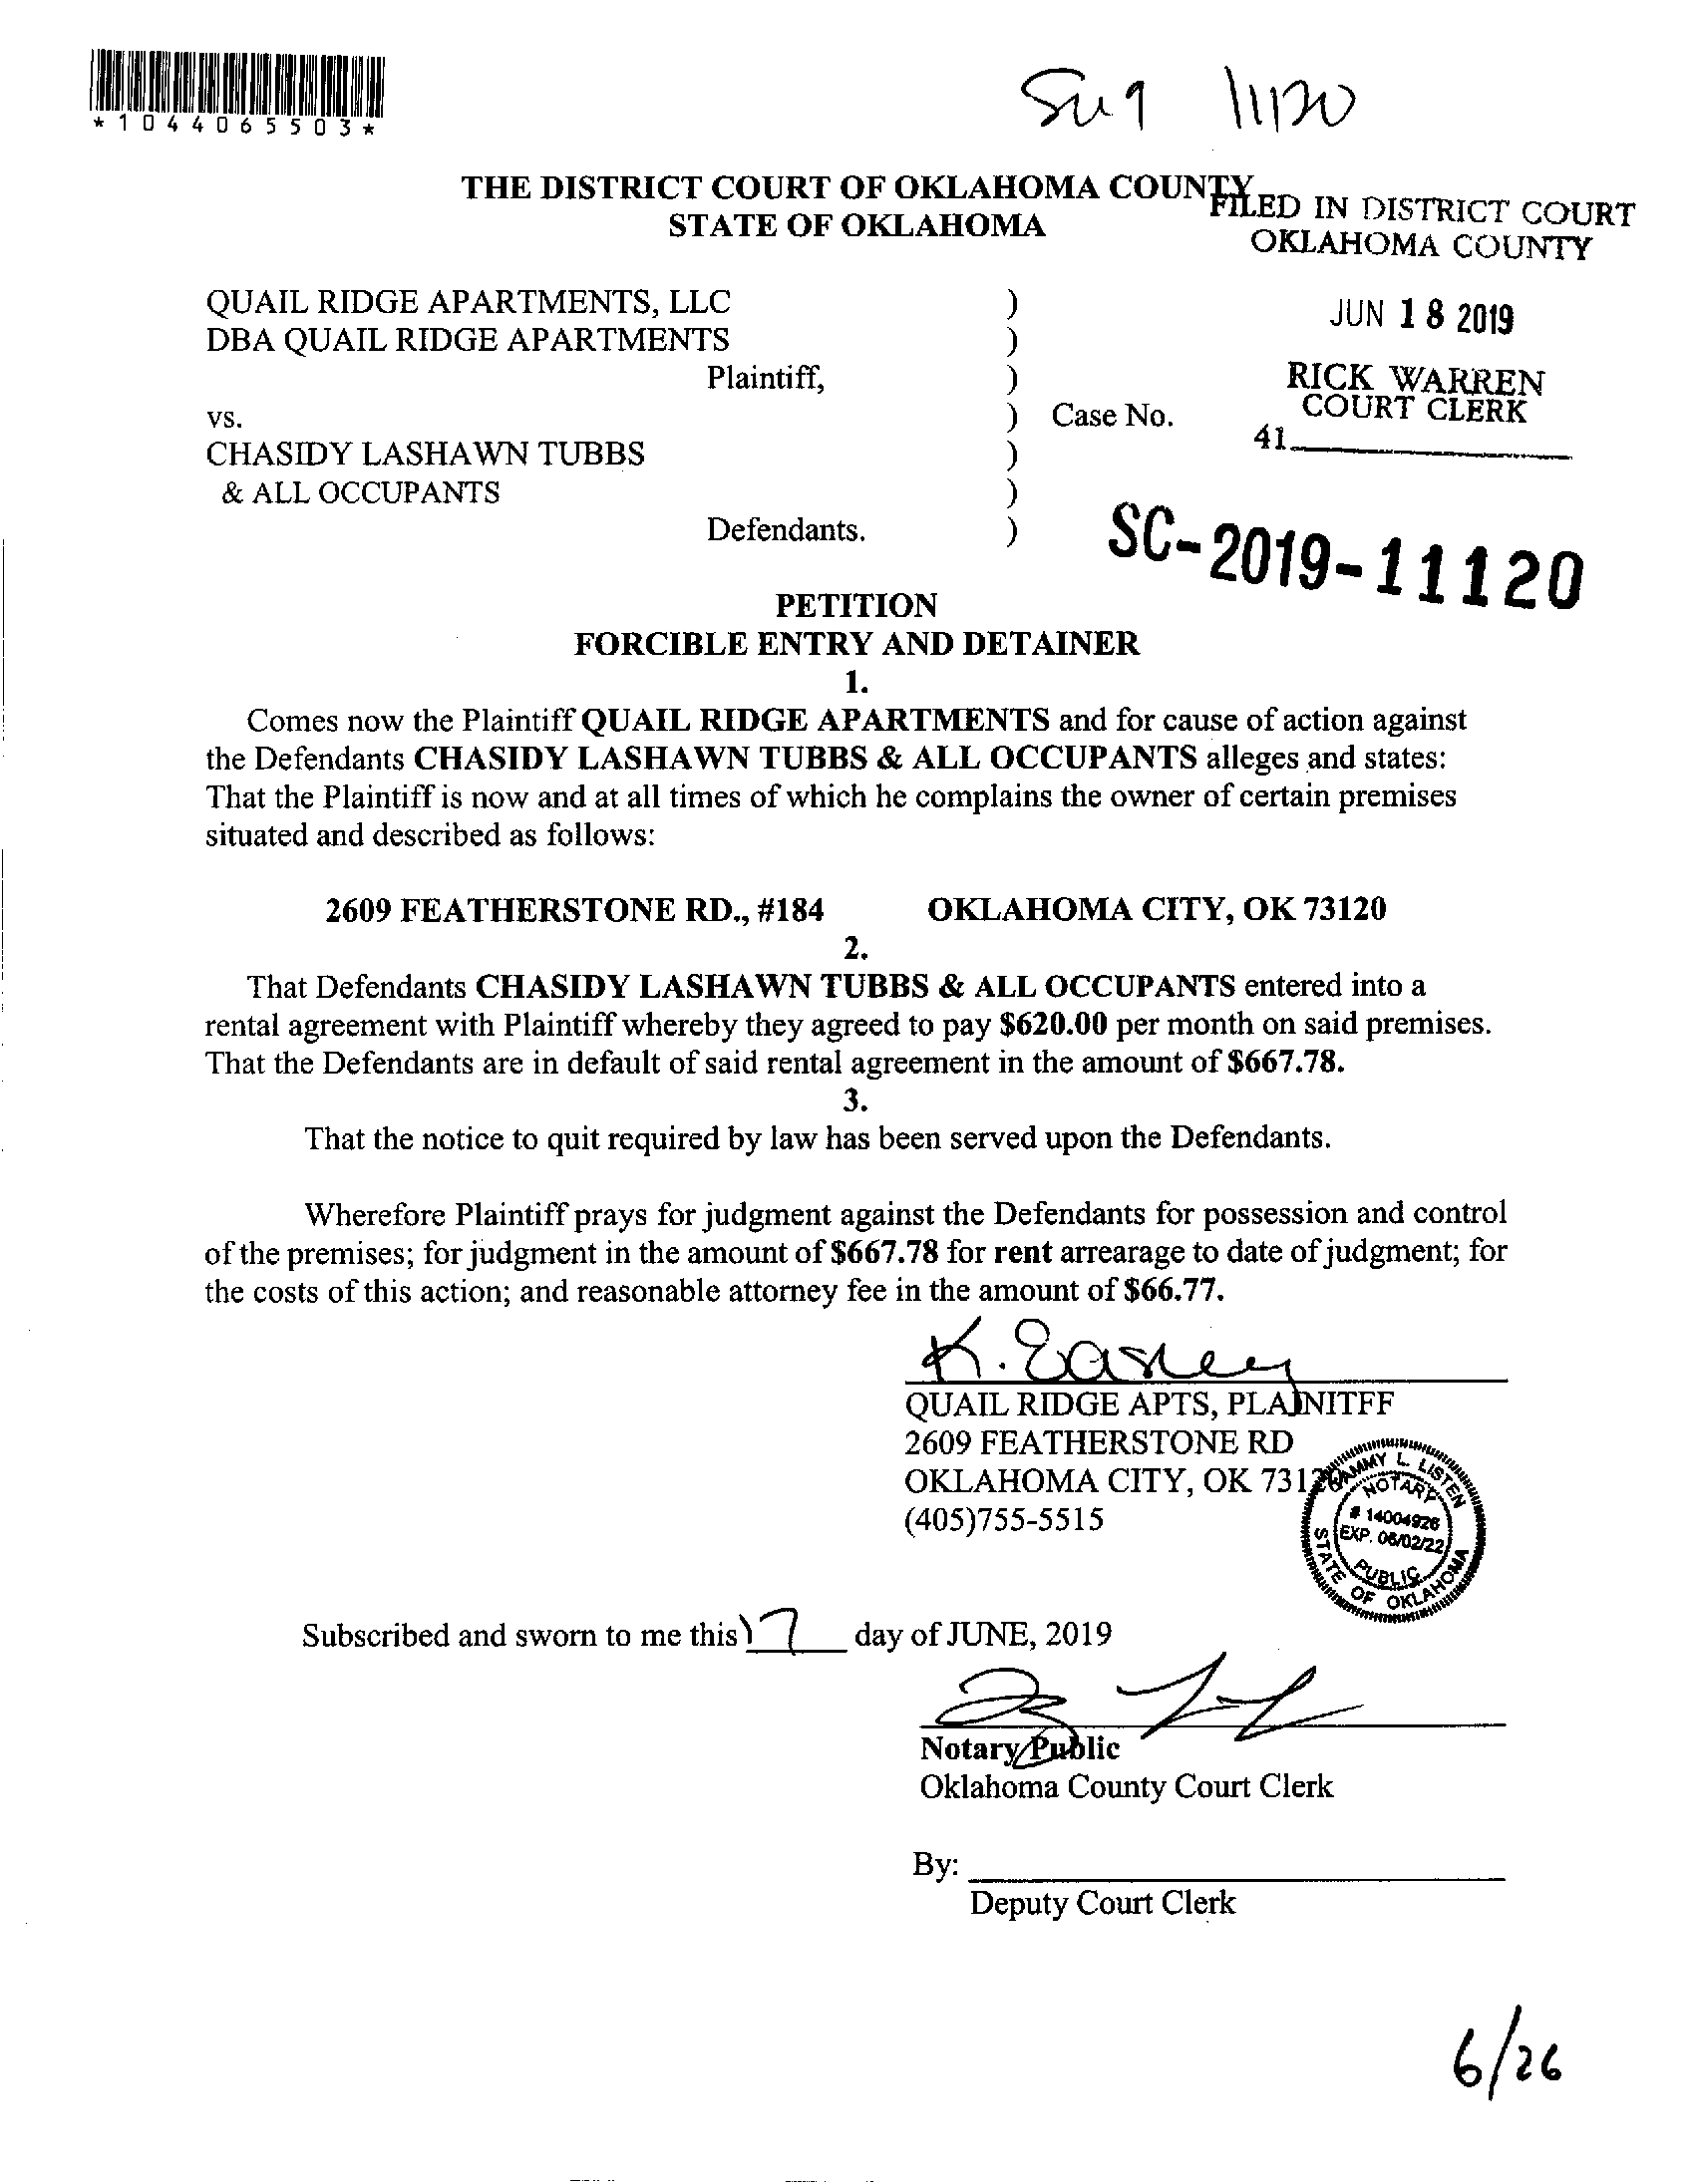 *1044065503*
11120
THE DISTRICT COURT OF OKLAHOMA COUNTY
STATE OF OKLAHOMA
FILED IN DISTRICT COURT
OKLAHOMA COUNTY
JUN 18 2019
RICK WARREN
COURT CLERK
41
QUAIL RIDGE APARTMENTS, LLC )
DBA QUAIL RIDGE APARTMENTS )
Plaintiff, )
vs. ) Case No.
CHASIDY LASHAWN TUBBS )
& ALL OCCUPANTS )
Defendants. )
SC-2019-11120
PETITION
FORCIBLE ENTRY AND DETAINER
1.
Comes now the Plaintiff QUAIL RIDGE APARTMENTS and for cause of action against
the Defendants CHASIDY LASHAWN TUBBS & ALL OCCUPANTS alleges and states:
That the Plaintiff is now and at all times of which he complains the owner of certain premises
situated and described as follows:
2609 FEATHERSTONE RD., #184 OKLAHOMA CITY, OK 73120
2.
That Defendants CHASIDY LASHAWN TUBBS & ALL OCCUPANTS entered into a
rental agreement with Plaintiff whereby they agreed to pay $620.00 per month on said premises.
That the Defendants are in default of said rental agreement in the amount of $667.78.
3.
That the notice to quit required by law has been served upon the Defendants.
Wherefore Plaintiff prays for judgment against the Defendants for possession and control
of the premises; for judgment in the amount of $667.78 for rent arrearage to date of judgment; for
the costs of this action; and reasonable attorney fee in the amount of $66.77.
K. Easley
QUAIL RIDGE APTS, PLAINITFF
2609 FEATHERSTONE RD
OKLAHOMA CITY, OK 73120
(405)755-5515
TAMMY L. LISTEN
NOTARY
# 14004926
EXP. 06/02/22
PUBLIC
STATE OF OKLAHOMA
Subscribed and sworn to me this 17 day of JUNE, 2019
Notary Public
Oklahoma County Court Clerk
By:
Deputy Court Clerk
6/26